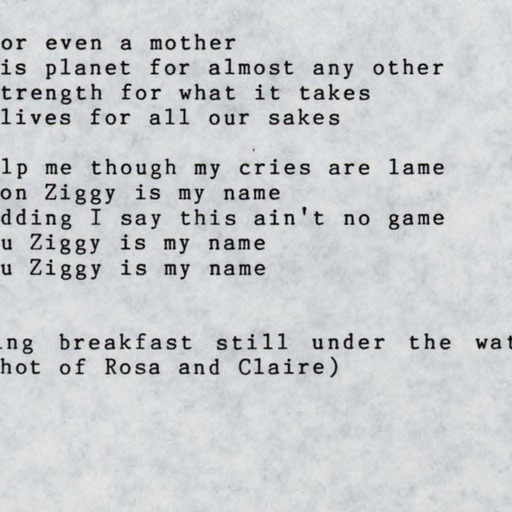 or even a mother
is planet for almost any other
trength for what it takes
lives for all our sakes
lp me though my cries are lame
on Ziggy is my name
dding I say this ain't no game
u Ziggy is my name
u Ziggy is my name
ing breakfast still under the wat
hot of Rosa and Claire)